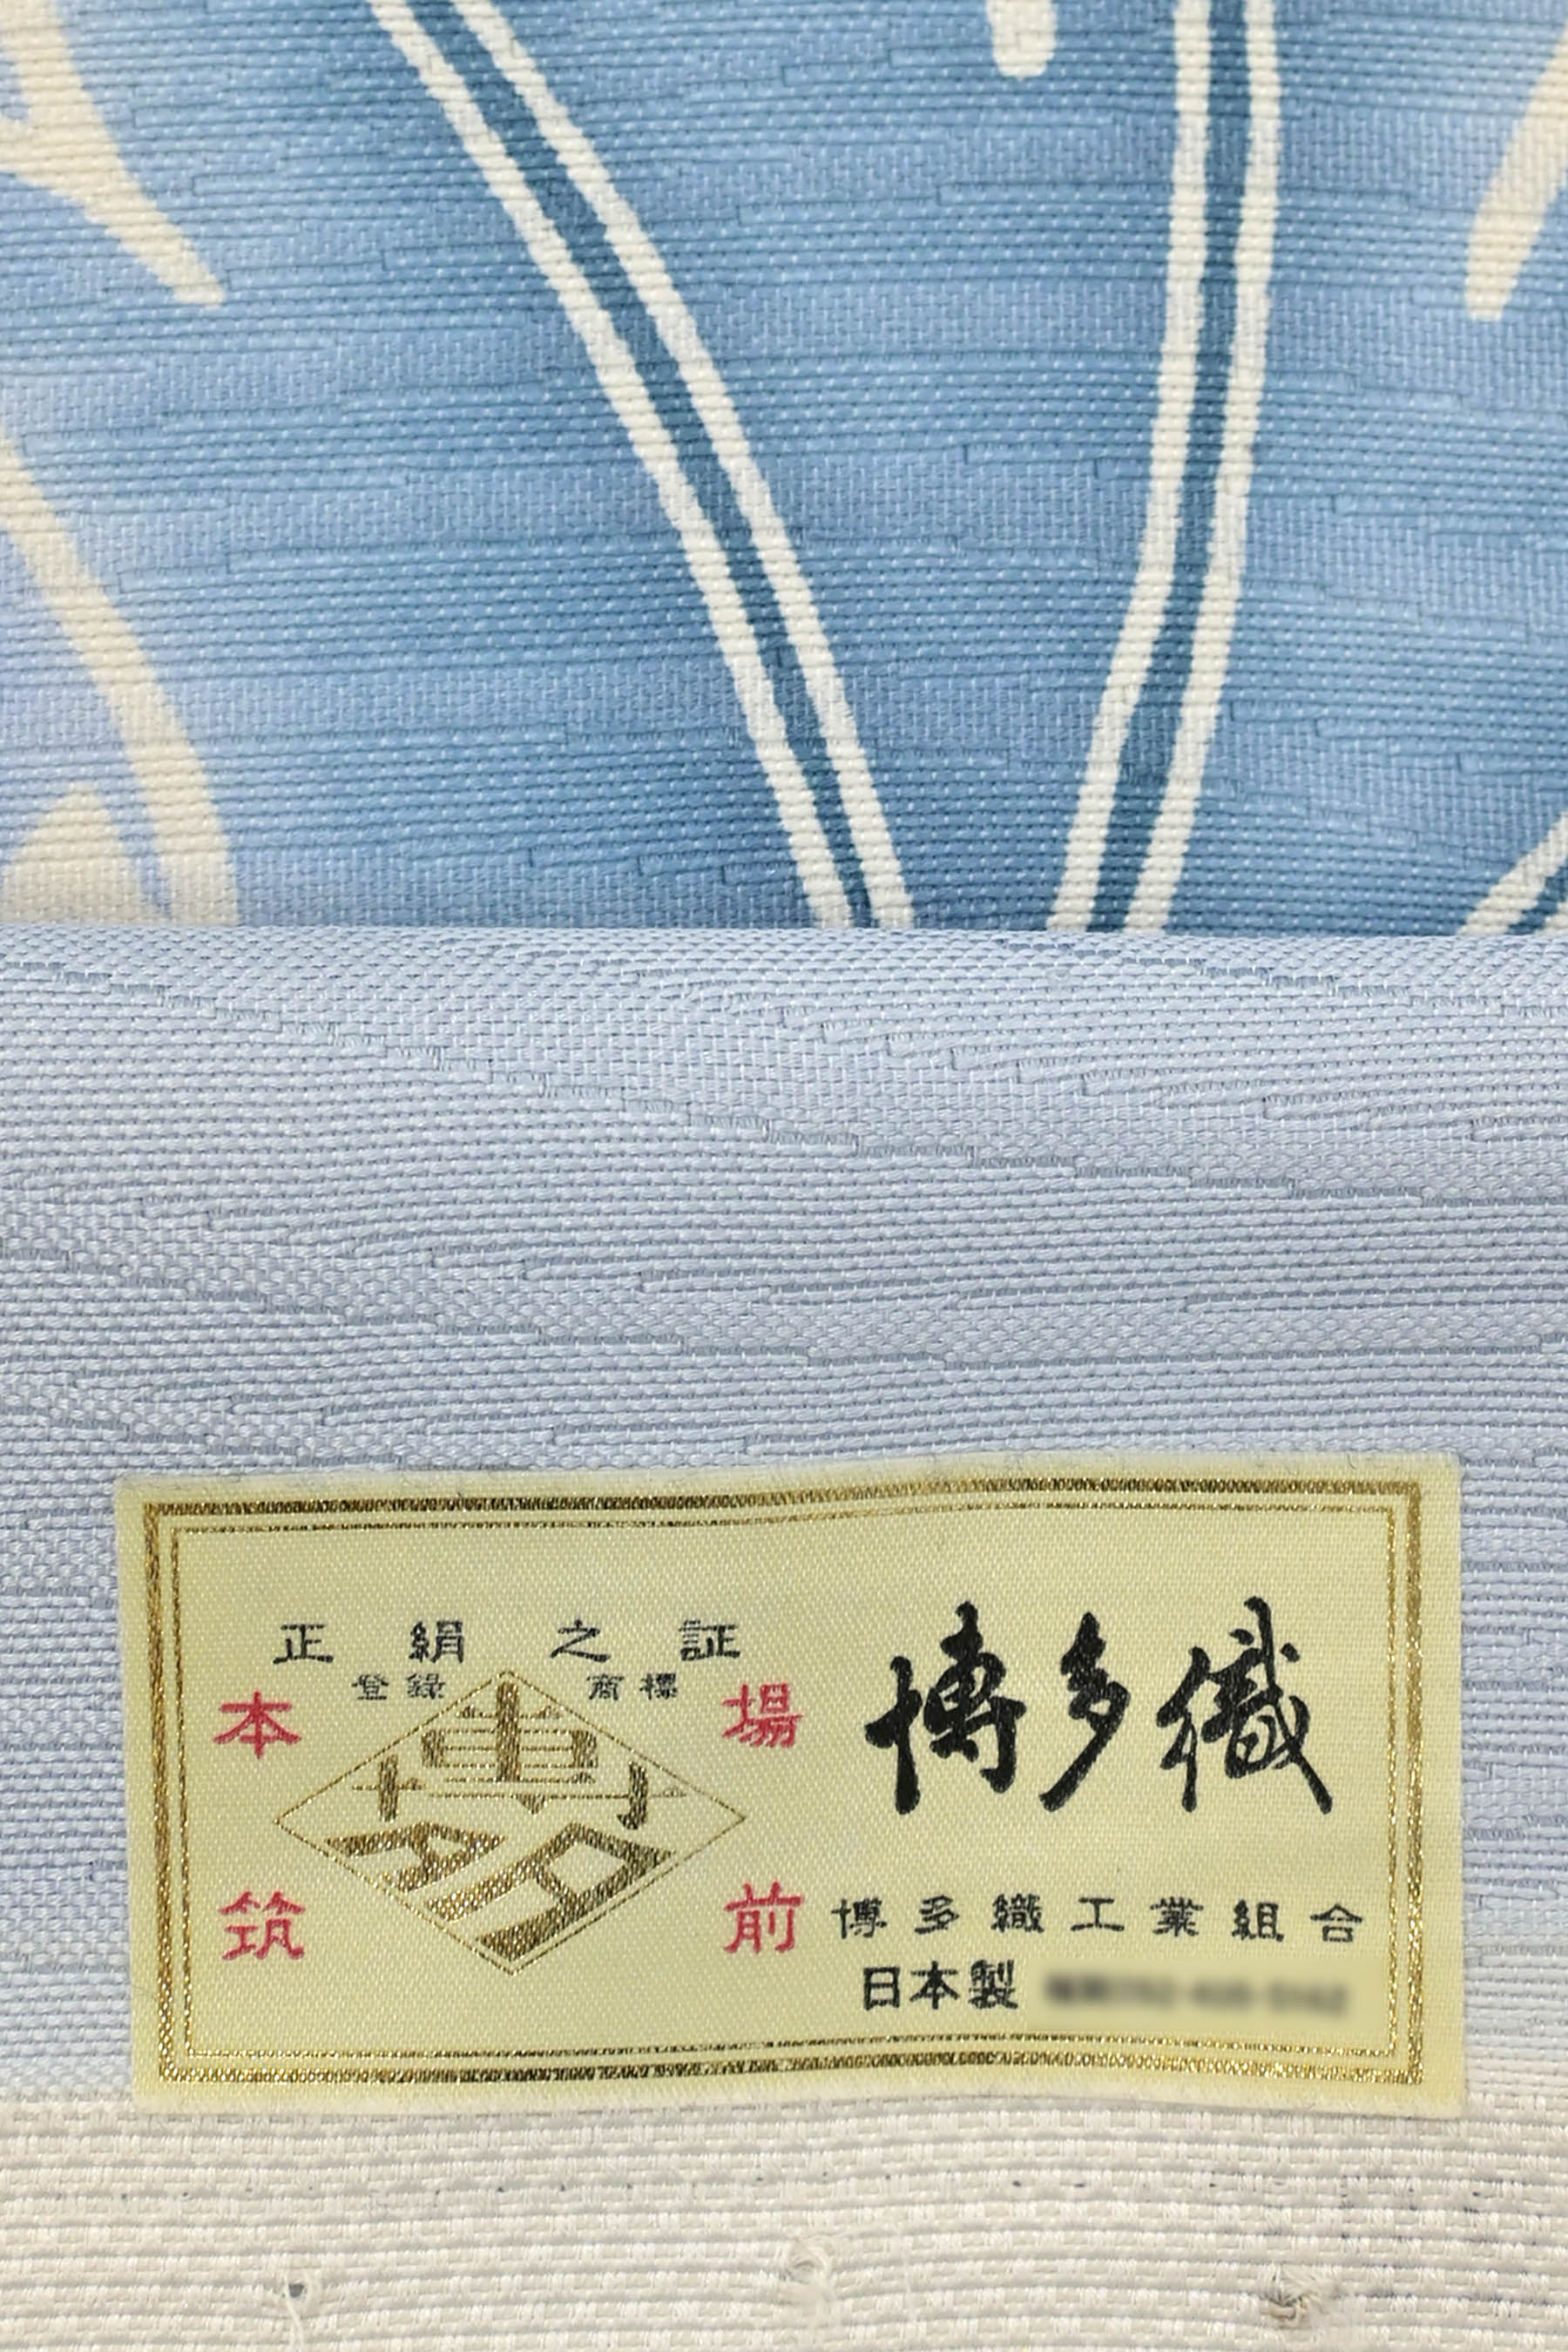 正絹之証
登録 商標
本場
筑前
博多
博多織
博多織工業組合
日本製